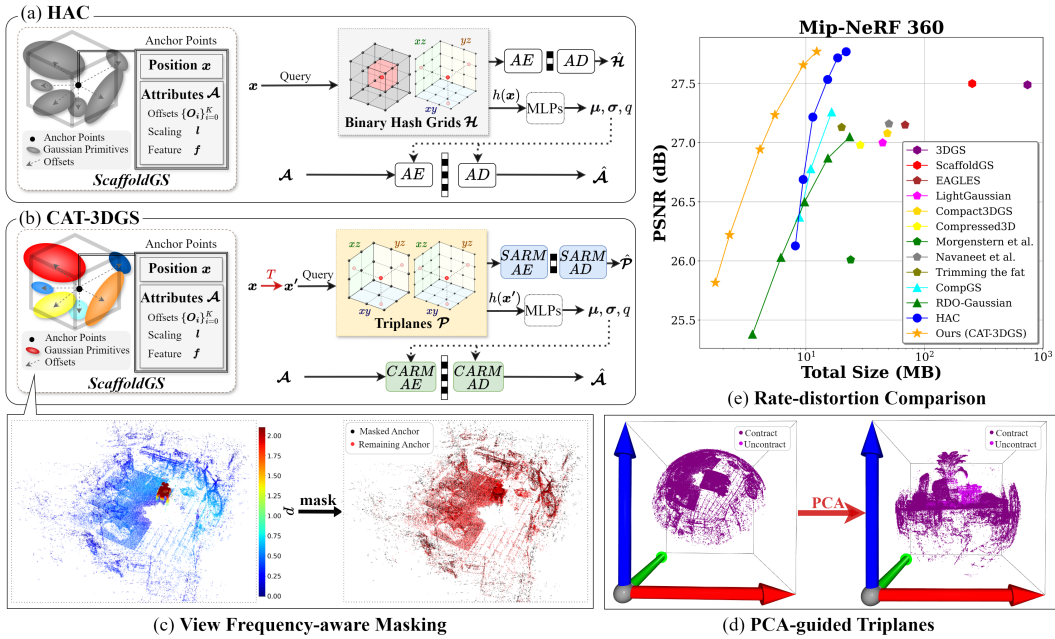 (a) HAC
Anchor Points
Position x
Attributes 𝒜
Offsets {O_i}_{i=0}^K
Scaling l
Feature f
Anchor Points
Gaussian Primitives
Offsets
ScaffoldGS
x
Query
xz
yz
xy
Binary Hash Grids ℋ
AE
AD
ℋ̂
h(x)
MLPs
μ, σ, q
𝒜
AE
AD
𝒜̂
(b) CAT-3DGS
Anchor Points
Position x
Attributes 𝒜
Offsets {O_i}_{i=0}^K
Scaling l
Feature f
Anchor Points
Gaussian Primitives
Offsets
ScaffoldGS
x
T
x′
Query
xz
yz
xy
xz
yz
xy
Triplanes 𝒫
SARM AE
SARM AD
𝒫̂
h(x′)
MLPs
μ, σ, q
𝒜
CARM AE
CARM AD
𝒜̂
Mip-NeRF 360
PSNR (dB)
27.5
27.0
26.5
26.0
25.5
10^1
10^2
10^3
Total Size (MB)
3DGS
ScaffoldGS
EAGLES
LightGaussian
Compact3DGS
Compressed3D
Morgenstern et al.
Navaneet et al.
Trimming the fat
CompGS
RDO-Gaussian
HAC
Ours (CAT-3DGS)
(e) Rate-distortion Comparison
2.00
1.75
1.50
1.25
1.00
0.75
0.50
0.25
0.00
d
mask
Masked Anchor
Remaining Anchor
(c) View Frequency-aware Masking
Contract
Uncontract
PCA
Contract
Uncontract
(d) PCA-guided Triplanes